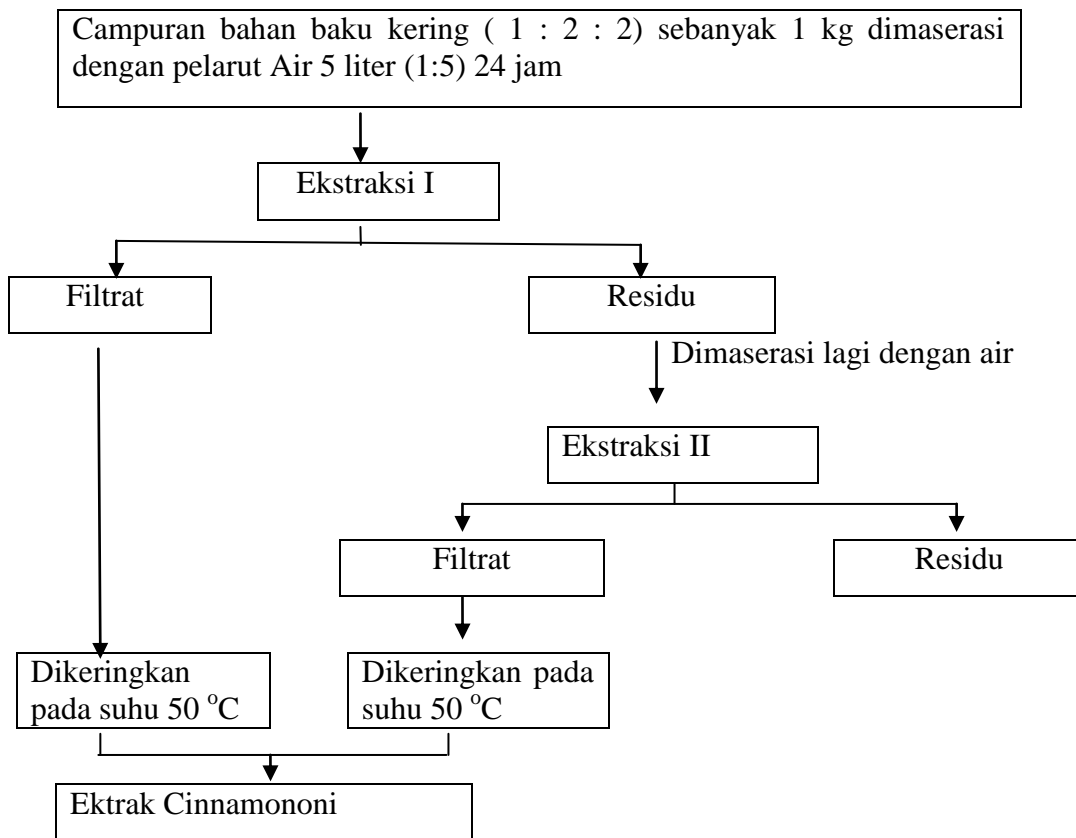 Campuran bahan baku kering ( 1 : 2 : 2) sebanyak 1 kg dimaserasi
dengan pelarut Air 5 liter (1:5) 24 jam
Ekstraksi I
Filtrat
Residu
Dimaserasi lagi dengan air
Ekstraksi II
Filtrat
Residu
Dikeringkan
pada suhu 50 °C
Dikeringkan pada
suhu 50 °C
Ektrak Cinnamononi